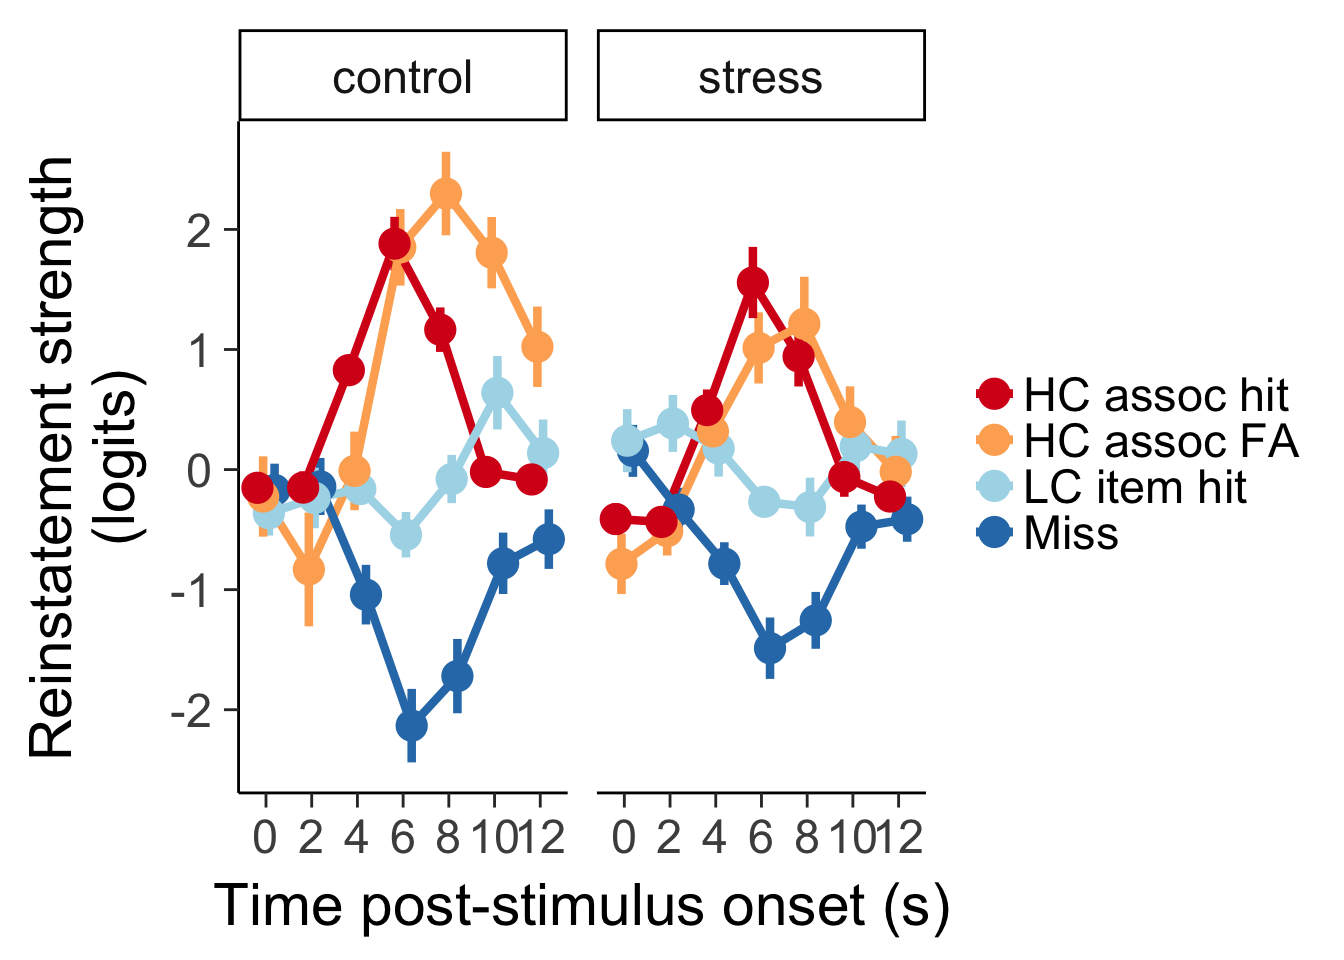 control
stress
Reinstatement strength
(logits)
2
1
0
-1
-2
0 2 4 6 8 10 12
0 2 4 6 8 10 12
Time post-stimulus onset (s)
HC assoc hit
HC assoc FA
LC item hit
Miss